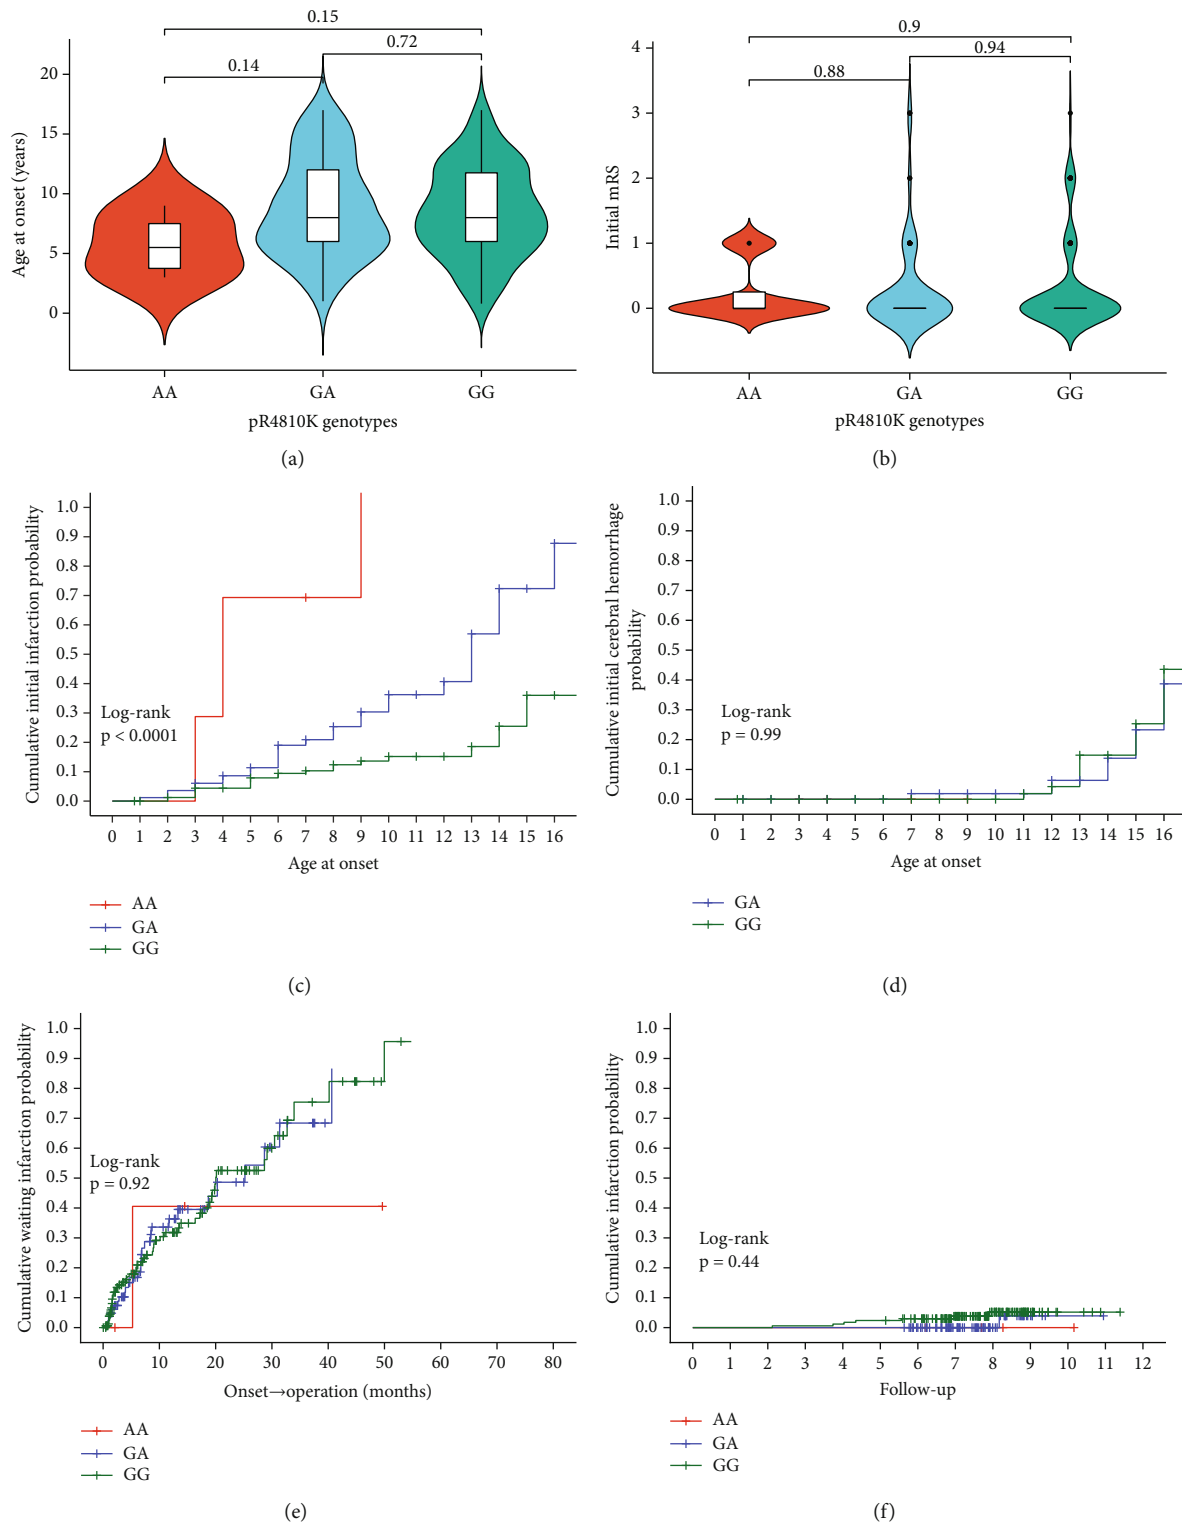 0.15
0.72
0.14
20
15
10
5
0
Age at onset (years)
AA GA GG
pR4810K genotypes
(a)
0.9
0.94
0.88
4
3
2
1
0
Initial mRS
AA GA GG
pR4810K genotypes
(b)
1.0
0.9
0.8
0.7
0.6
0.5
0.4
0.3
0.2
0.1
0.0
Cumulative initial infarction probability
Log-rank
p < 0.0001
0 1 2 3 4 5 6 7 8 9 10 11 12 13 14 15 16
Age at onset
AA
GA
GG
(c)
1.0
0.9
0.8
0.7
0.6
0.5
0.4
0.3
0.2
0.1
0.0
Cumulative initial cerebral hemorrhage
probability
Log-rank
p = 0.99
0 1 2 3 4 5 6 7 8 9 10 11 12 13 14 15 16
Age at onset
GA
GG
(d)
1.0
0.9
0.8
0.7
0.6
0.5
0.4
0.3
0.2
0.1
0.0
Cumulative waiting infarction probability
Log-rank
p = 0.92
0 10 20 30 40 50 60 70 80
Onset→operation (months)
AA
GA
GG
(e)
1.0
0.9
0.8
0.7
0.6
0.5
0.4
0.3
0.2
0.1
0.0
Cumulative infarction probability
Log-rank
p = 0.44
0 1 2 3 4 5 6 7 8 9 10 11 12
Follow-up
AA
GA
GG
(f)